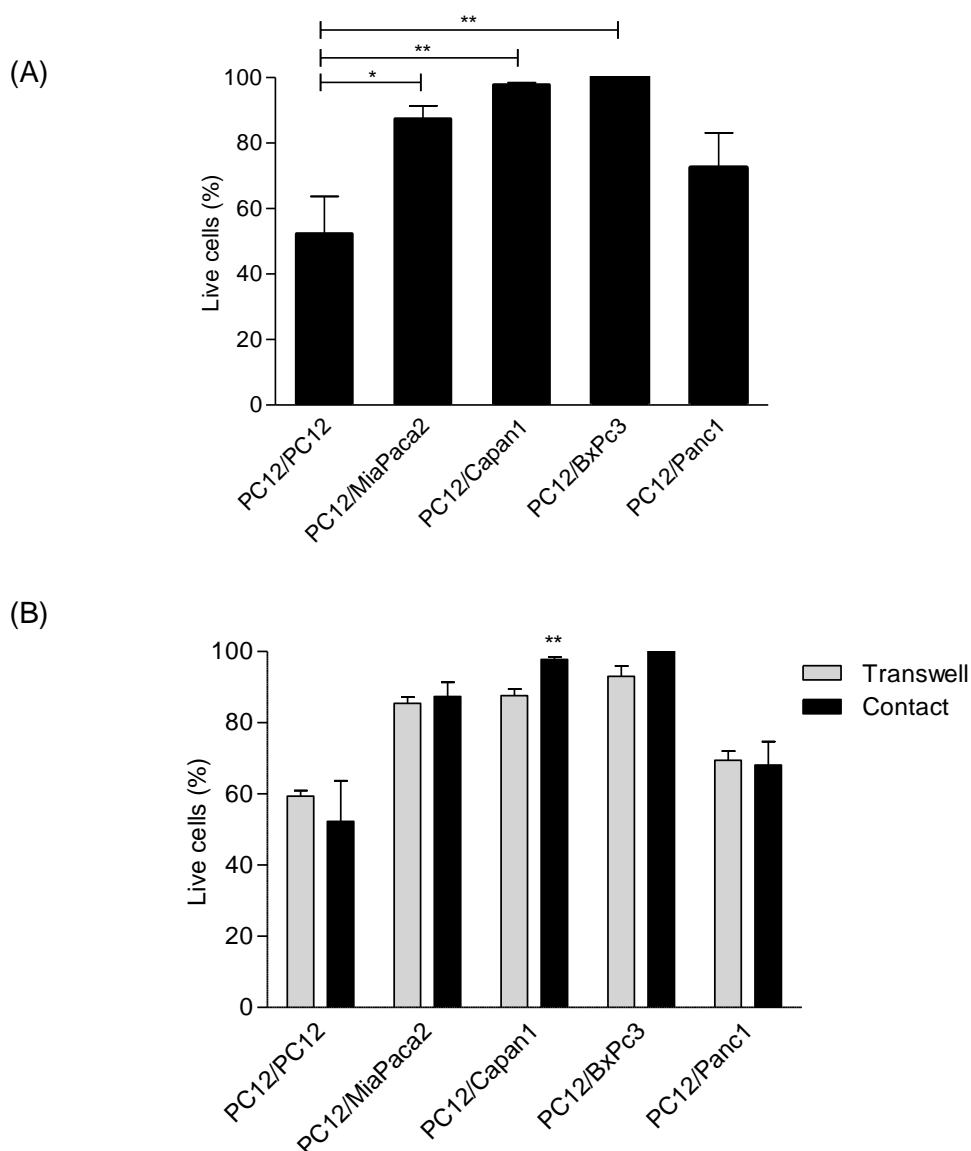 (A)
**
**
*
Live cells (%)
100
80
60
40
20
0
PC12/PC12
PC12/MiaPaca2
PC12/Capan1
PC12/BxPc3
PC12/Panc1
(B)
**
Live cells (%)
100
80
60
40
20
0
PC12/PC12
PC12/MiaPaca2
PC12/Capan1
PC12/BxPc3
PC12/Panc1
Transwell
Contact